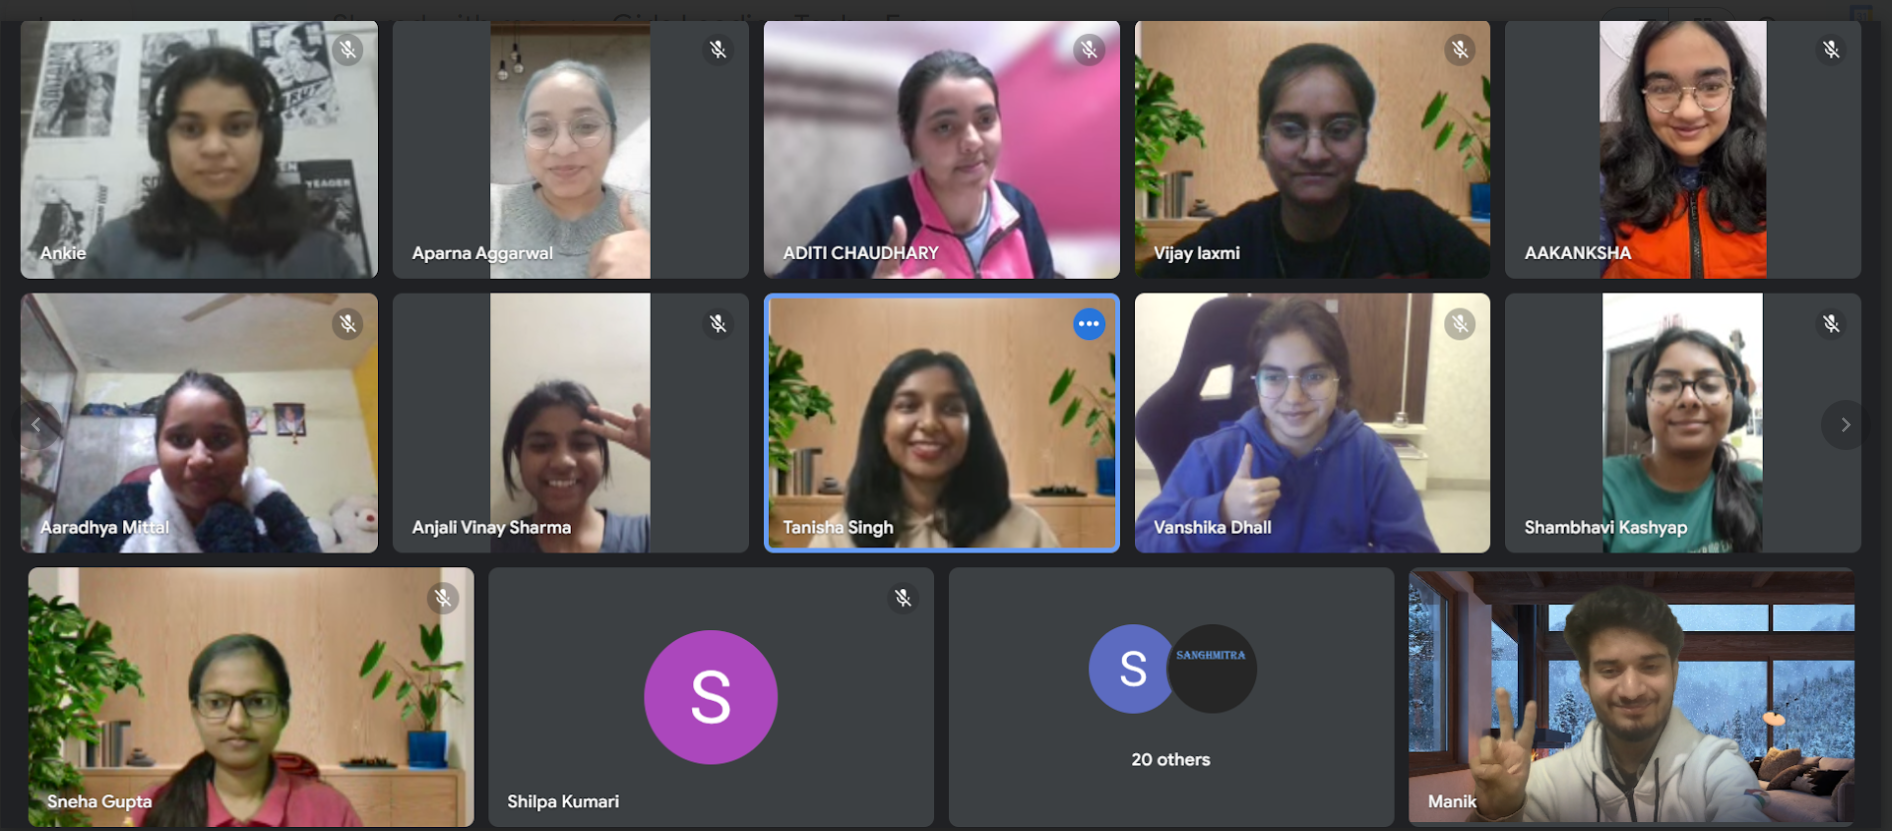 Ankie
Aparna Aggarwal
ADITI CHAUDHARY
Vijay laxmi
AAKANKSHA
YEAGER
Aaradhya Mittal
Anjali Vinay Sharma
Tanisha Singh
Vanshika Dhall
Shambhavi Kashyap
Sneha Gupta
S
Shilpa Kumari
S
SANGHMITRA
20 others
Manik